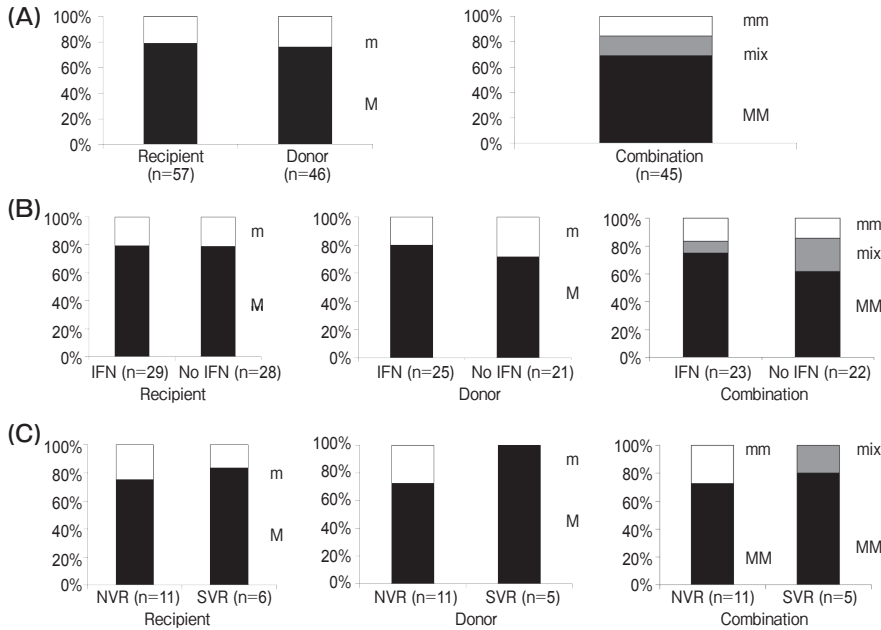 (A)
100%
80%
60%
40%
20%
0%
m
M
Recipient
(n=57)
Donor
(n=46)
100%
80%
60%
40%
20%
0%
mm
mix
MM
Combination
(n=45)
(B)
100%
80%
60%
40%
20%
0%
m
M
IFN (n=29)
No IFN (n=28)
Recipient
100%
80%
60%
40%
20%
0%
m
M
IFN (n=25)
No IFN (n=21)
Donor
100%
80%
60%
40%
20%
0%
mm
mix
MM
IFN (n=23)
No IFN (n=22)
Combination
(C)
100%
80%
60%
40%
20%
0%
m
M
NVR (n=11)
SVR (n=6)
Recipient
100%
80%
60%
40%
20%
0%
m
M
NVR (n=11)
SVR (n=5)
Donor
100%
80%
60%
40%
20%
0%
mm
MM
mix
MM
NVR (n=11)
SVR (n=5)
Combination